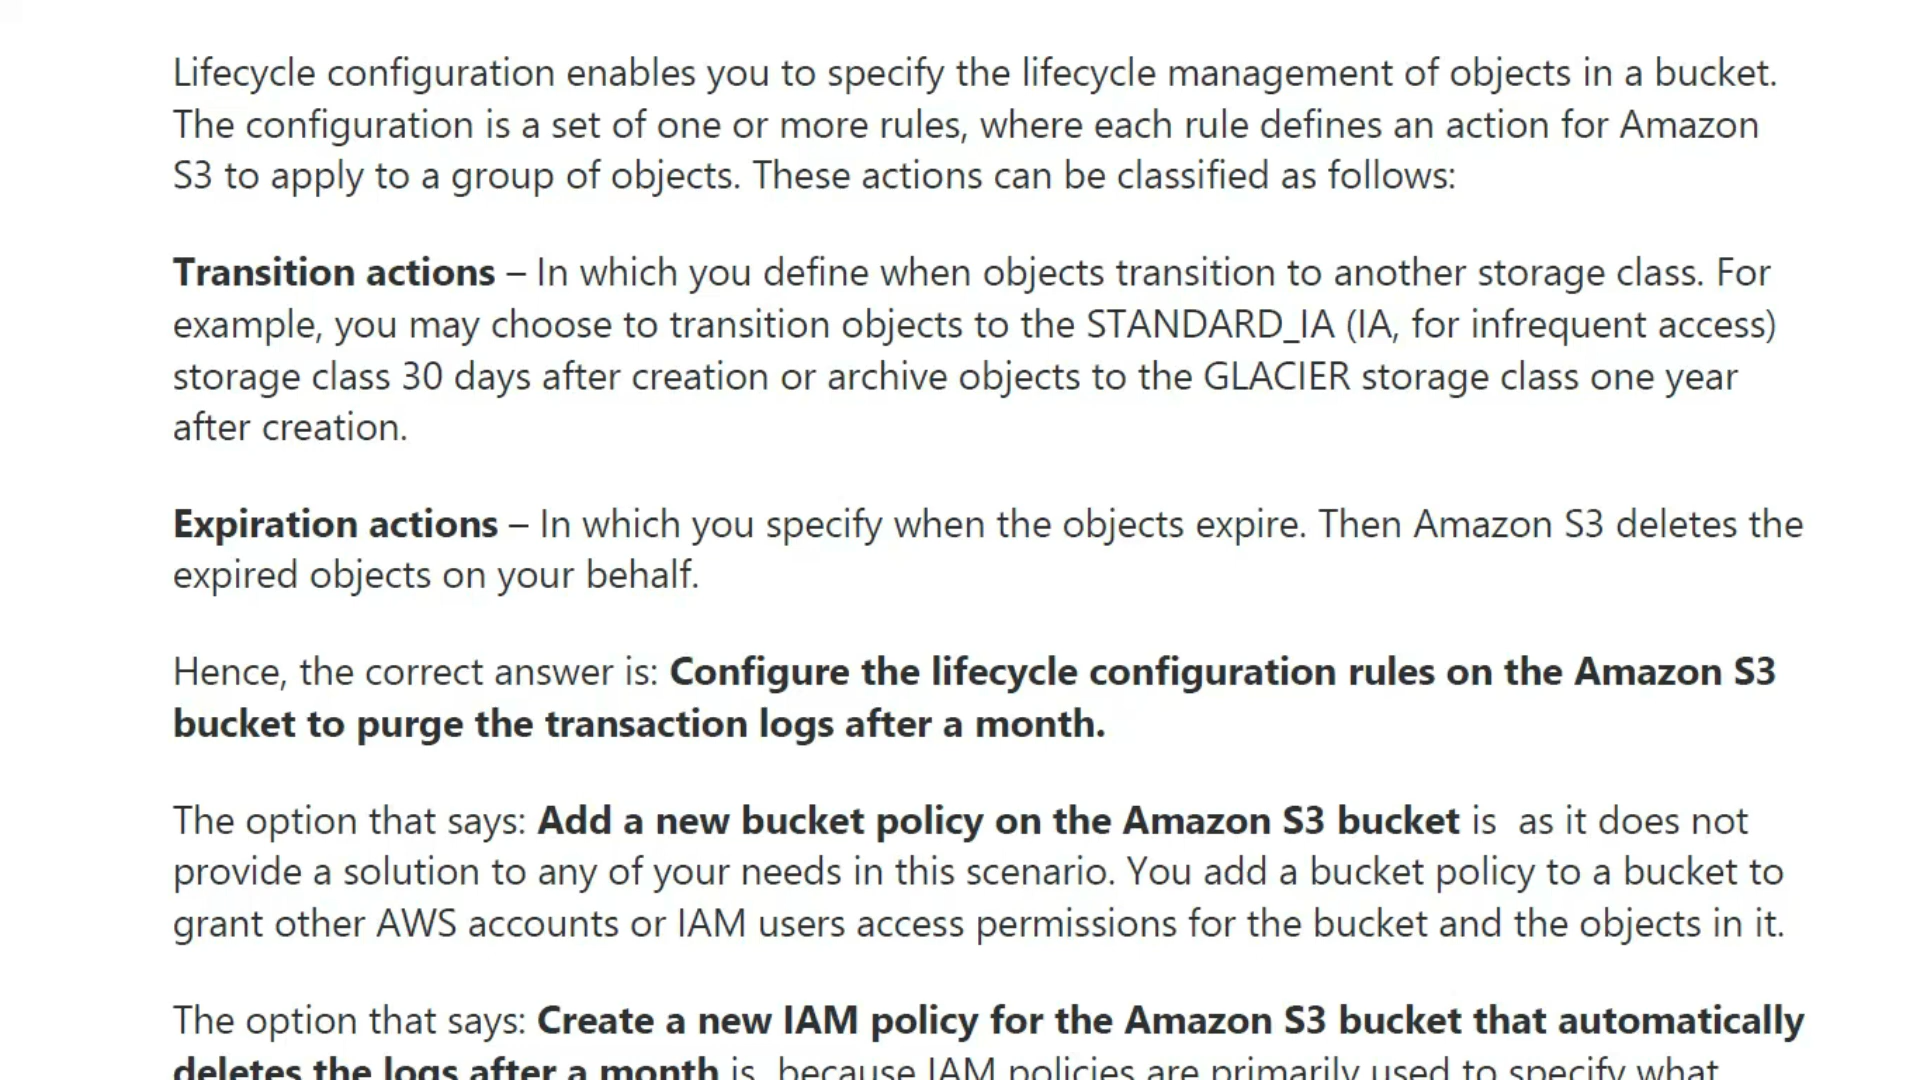 Lifecycle configuration enables you to specify the lifecycle management of objects in a bucket.
The configuration is a set of one or more rules, where each rule defines an action for Amazon
S3 to apply to a group of objects. These actions can be classified as follows:
Transition actions – In which you define when objects transition to another storage class. For
example, you may choose to transition objects to the STANDARD_IA (IA, for infrequent access)
storage class 30 days after creation or archive objects to the GLACIER storage class one year
after creation.
Expiration actions – In which you specify when the objects expire. Then Amazon S3 deletes the
expired objects on your behalf.
Hence, the correct answer is: Configure the lifecycle configuration rules on the Amazon S3
bucket to purge the transaction logs after a month.
The option that says: Add a new bucket policy on the Amazon S3 bucket is  as it does not
provide a solution to any of your needs in this scenario. You add a bucket policy to a bucket to
grant other AWS accounts or IAM users access permissions for the bucket and the objects in it.
The option that says: Create a new IAM policy for the Amazon S3 bucket that automatically
deletes the logs after a month is  because IAM policies are primarily used to specify what